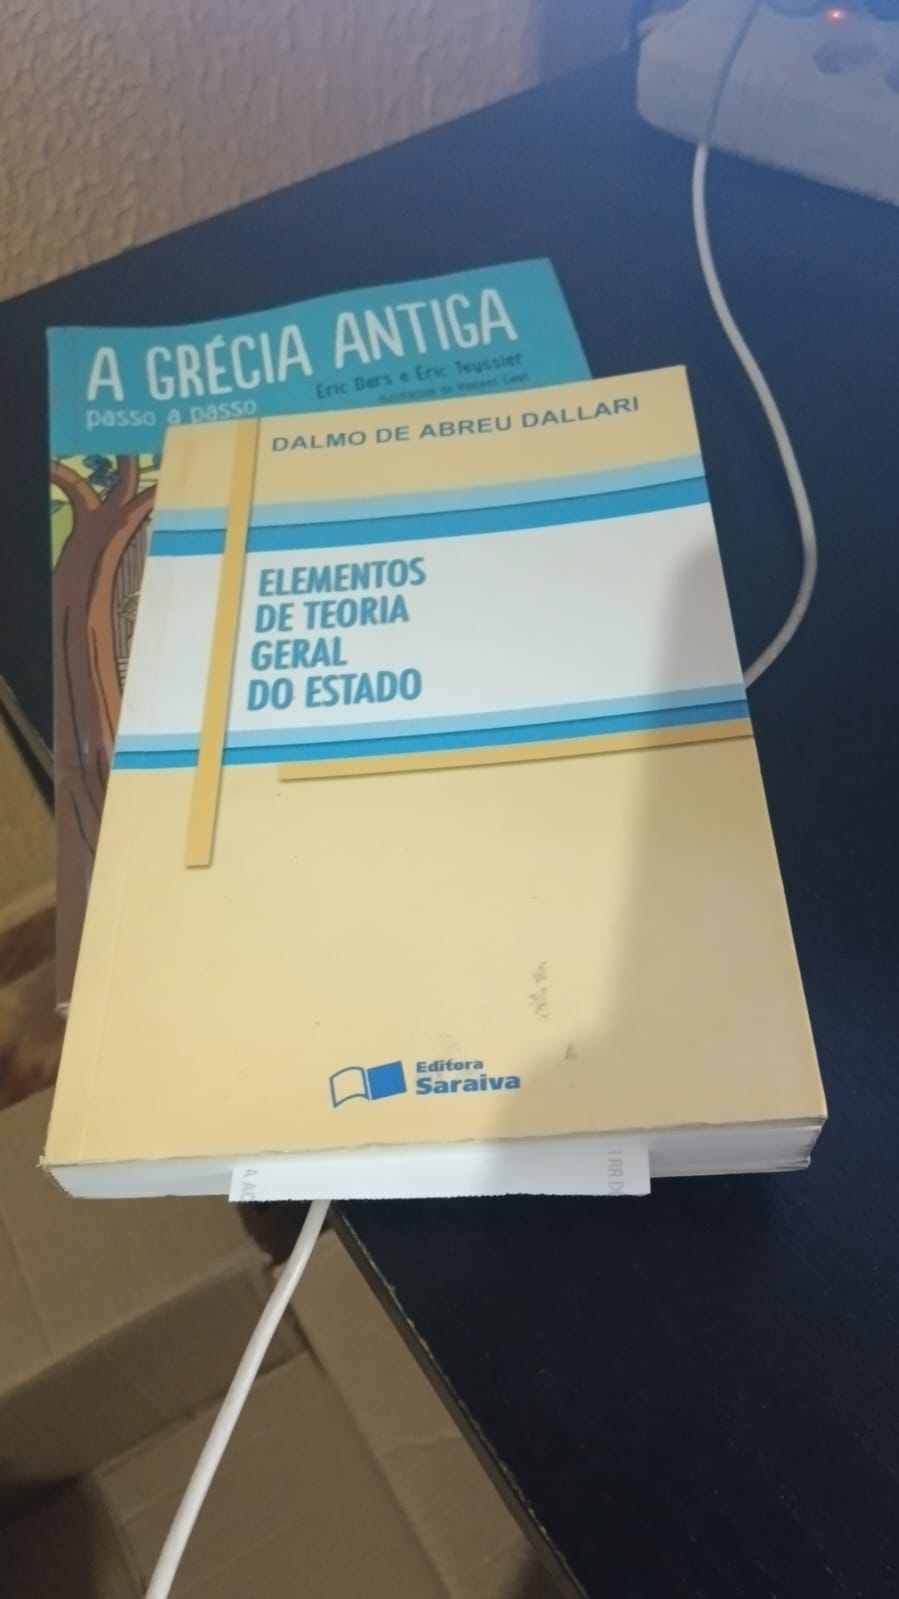 A GRÉCIA ANTIGA
Eric Dars e Éric Teyssier
passo a passo
DALMO DE ABREU DALLARI
ELEMENTOS
DE TEORIA
GERAL
DO ESTADO
Editora
Saraiva